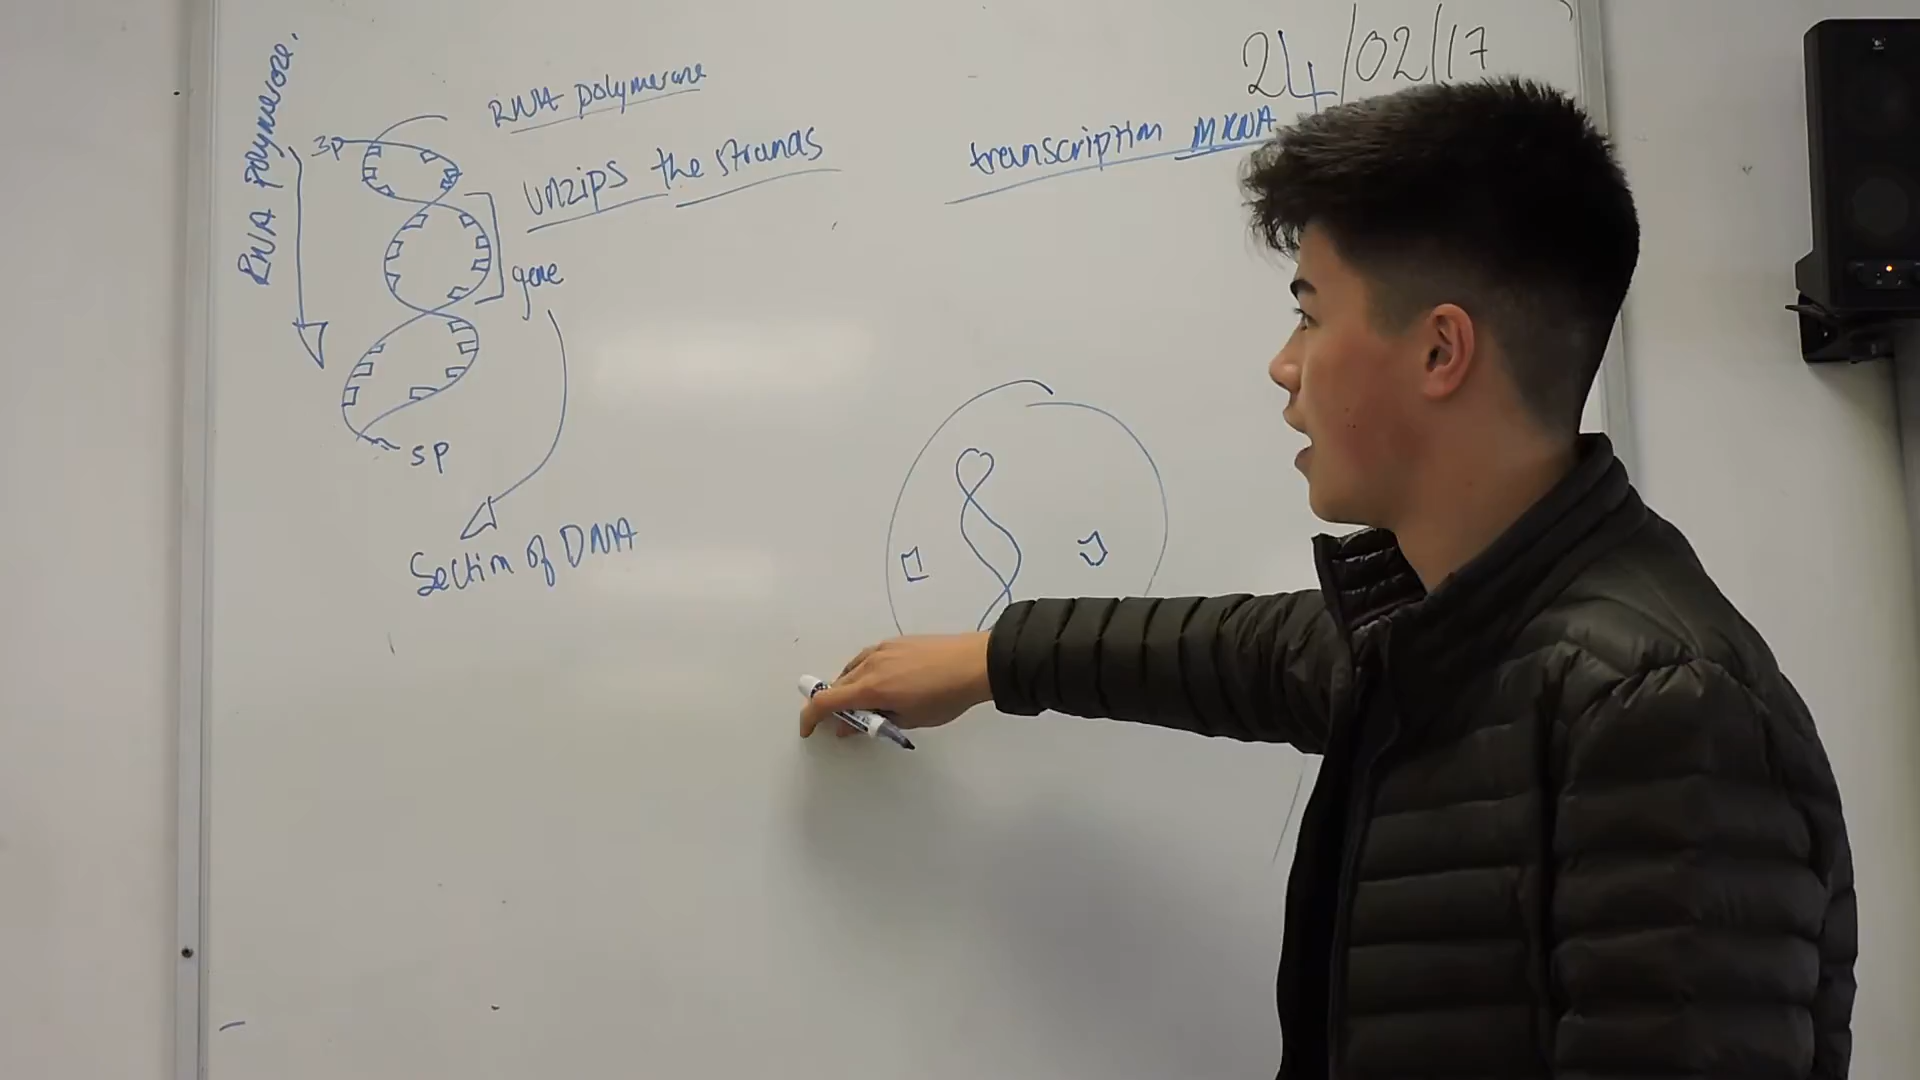 RNA Polymerase.
RNA polymerase
24/02/17
3p
unzips the strands
transcription MRNA
gene
5p
Section of DNA